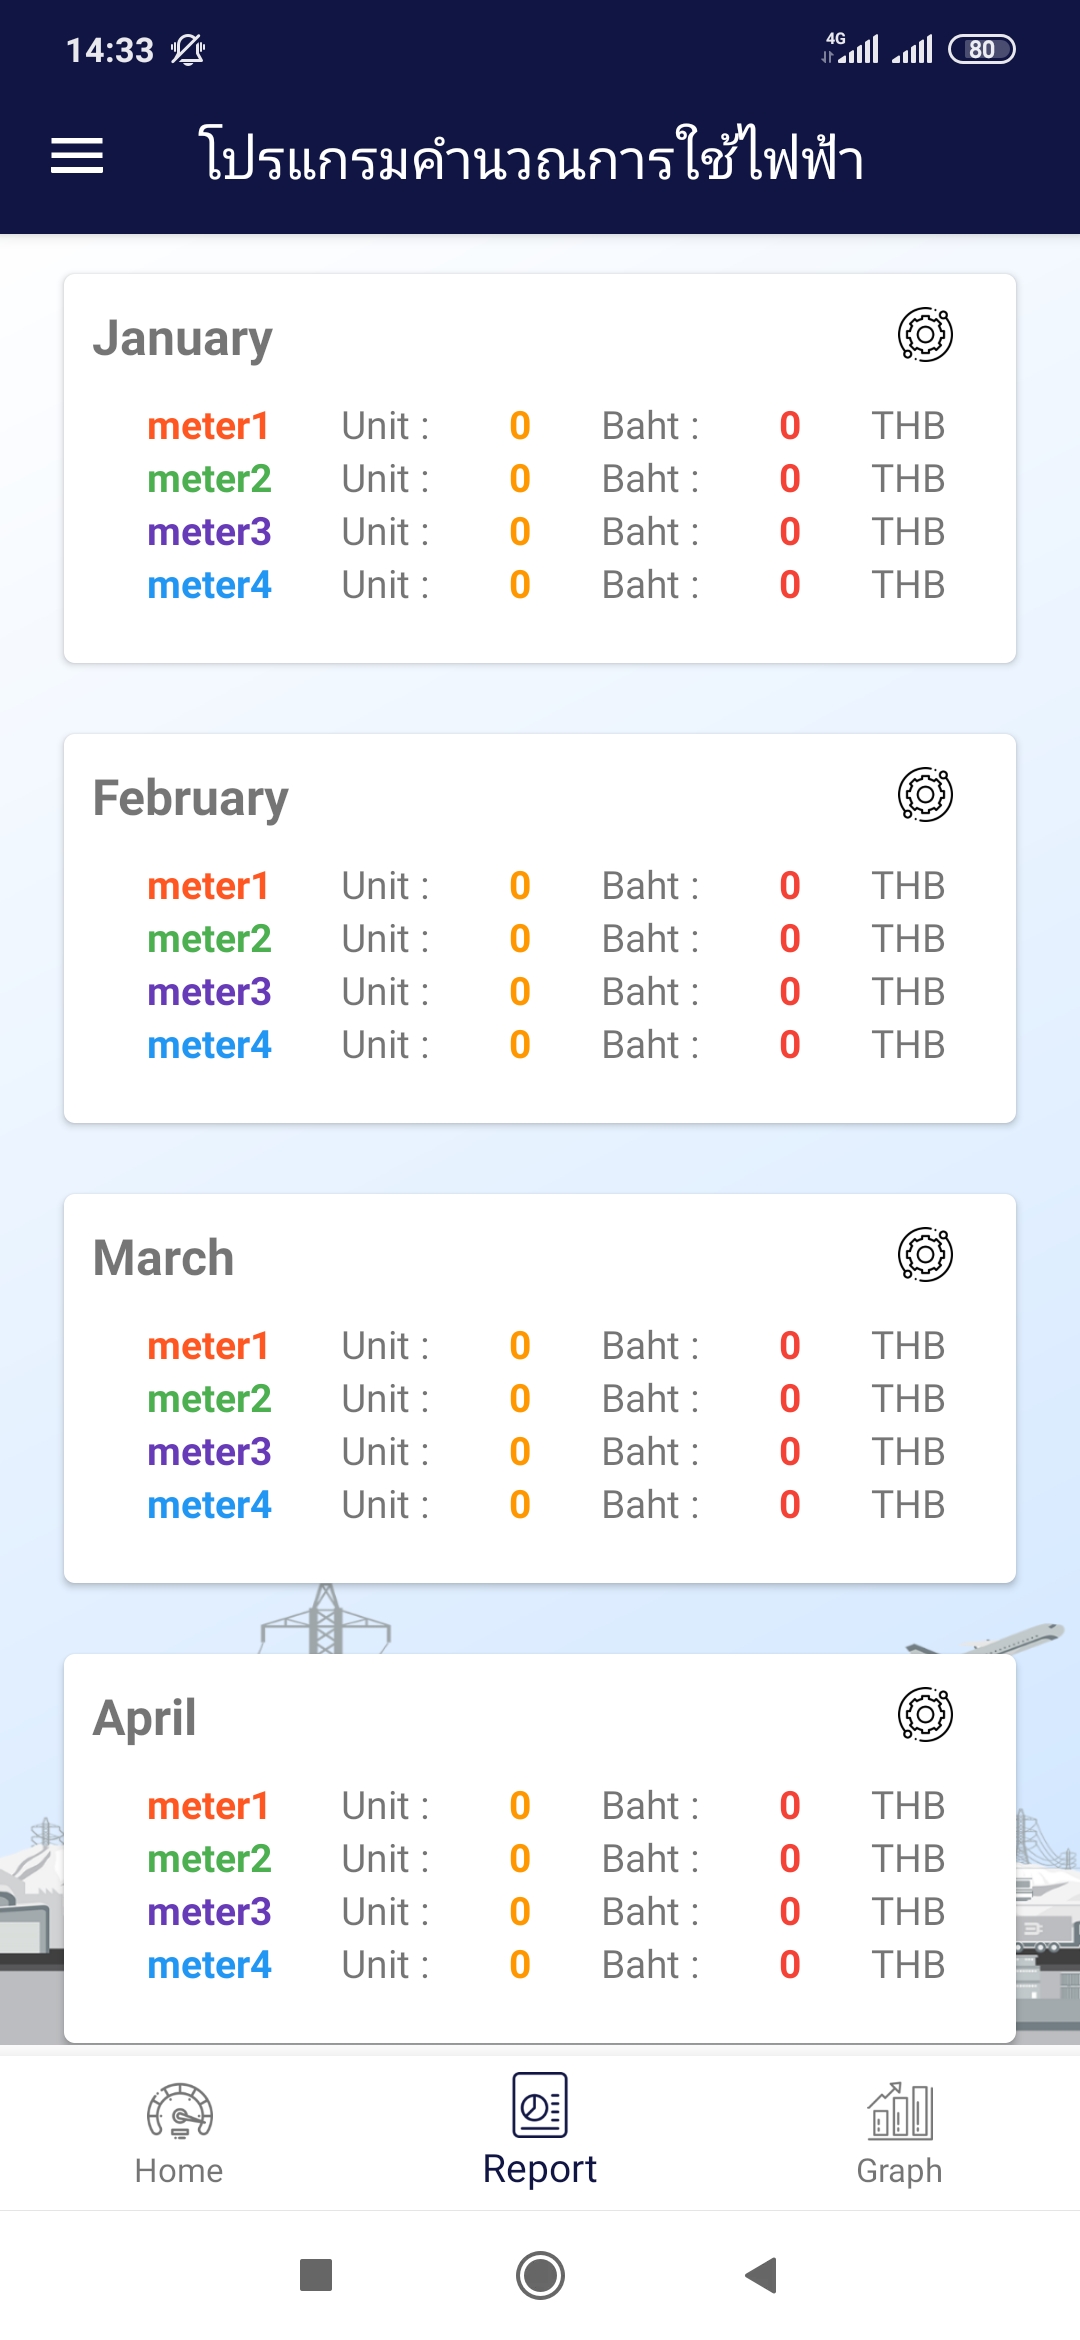 14:33 4G 80
โปรแกรมคำนวณการใช้ไฟฟ้า
January
meter1 Unit : 0 Baht : 0 THB
meter2 Unit : 0 Baht : 0 THB
meter3 Unit : 0 Baht : 0 THB
meter4 Unit : 0 Baht : 0 THB
February
meter1 Unit : 0 Baht : 0 THB
meter2 Unit : 0 Baht : 0 THB
meter3 Unit : 0 Baht : 0 THB
meter4 Unit : 0 Baht : 0 THB
March
meter1 Unit : 0 Baht : 0 THB
meter2 Unit : 0 Baht : 0 THB
meter3 Unit : 0 Baht : 0 THB
meter4 Unit : 0 Baht : 0 THB
April
meter1 Unit : 0 Baht : 0 THB
meter2 Unit : 0 Baht : 0 THB
meter3 Unit : 0 Baht : 0 THB
meter4 Unit : 0 Baht : 0 THB
Home Report Graph